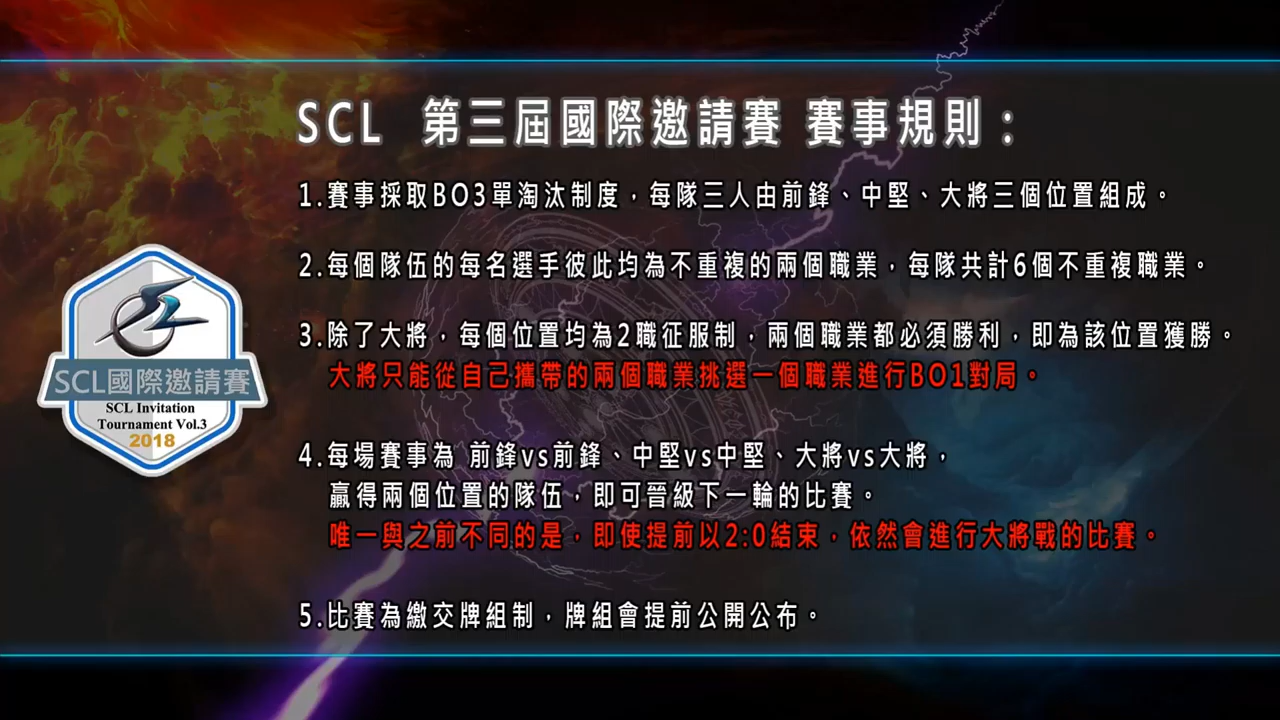 SCL 第三屆國際邀請賽 賽事規則：
1.賽事採取BO3單淘汰制度，每隊三人由前鋒、中堅、大將三個位置組成。
2.每個隊伍的每名選手彼此均為不重複的兩個職業，每隊共計6個不重複職業。
3.除了大將，每個位置均為2職征服制，兩個職業都必須勝利，即為該位置獲勝。
大將只能從自己攜帶的兩個職業挑選一個職業進行BO1對局。
SCL國際邀請賽
SCL Invitation
Tournament Vol.3
2018
4.每場賽事為 前鋒vs前鋒、中堅vs中堅、大將vs大將，
贏得兩個位置的隊伍，即可晉級下一輪的比賽。
唯一與之前不同的是，即使提前以2:0結束，依然會進行大將戰的比賽。
5.比賽為繳交牌組制，牌組會提前公開公布。